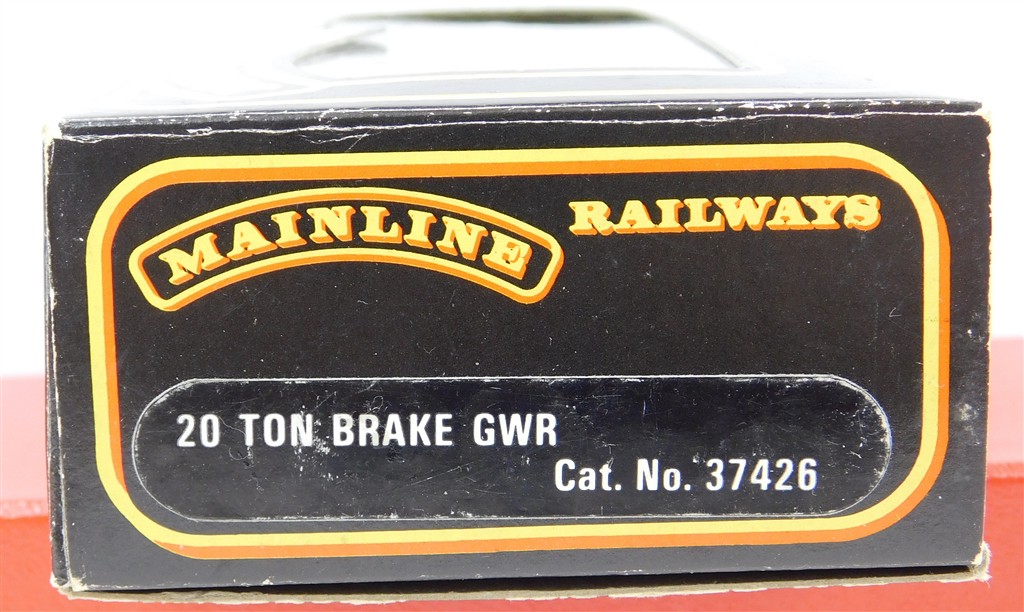 MAINLINE RAILWAYS
20 TON BRAKE GWR
Cat. No. 37426